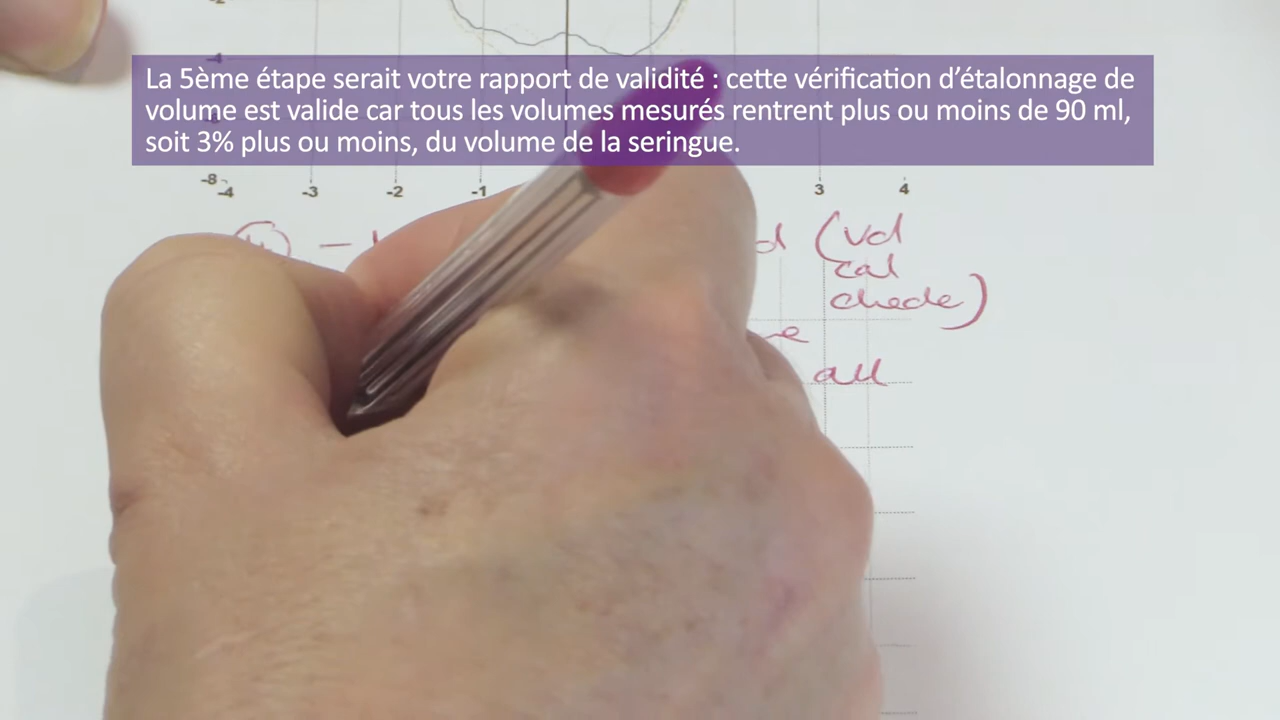 -4
La 5ème étape serait votre rapport de validité : cette vérification d'étalonnage de
volume est valide car tous les volumes mesurés rentrent plus ou moins de 90 ml,
soit 3% plus ou moins, du volume de la seringue.
-8
-4 -3 -2 -1 3 4
(vol
cal
check)
all